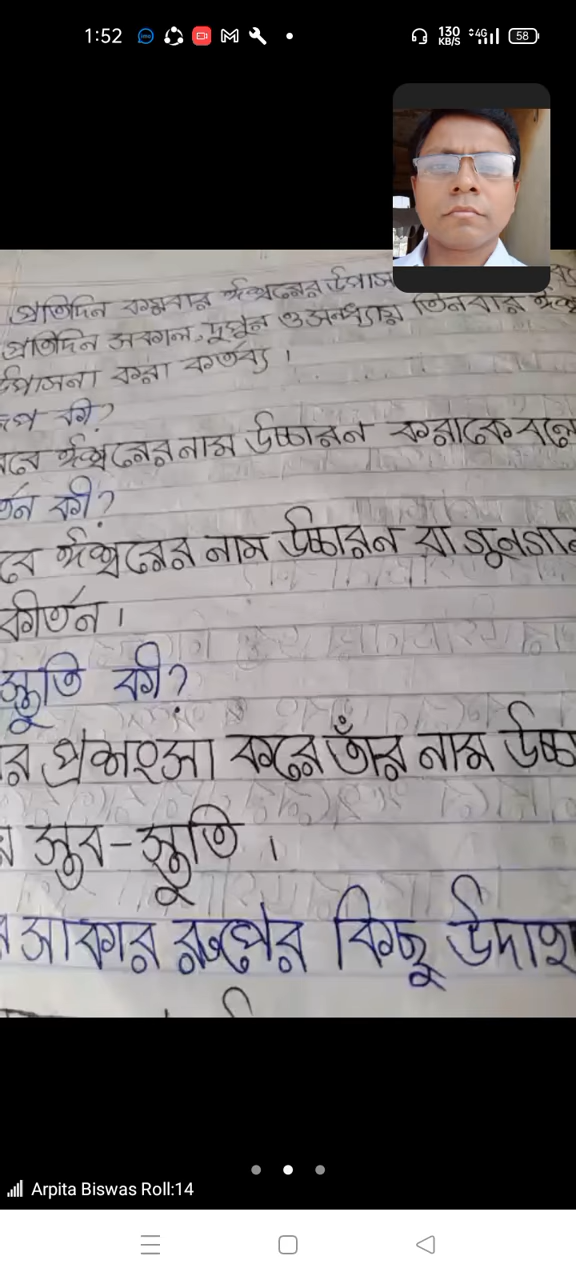 1:52
130 KB/S 4G 58
প্রতিদিন কয়বার ঈশ্বরের উপাস
প্রতিদিন সকাল, দুপুর ও সন্ধ্যায় তিনবার ঈশ্ব
উপাসনা করা কর্তব্য ।
জপ কী?
রবে ঈশ্বরের নাম উচ্চারন করাকে বলে
র্তন কী?
বে ঈশ্বরের নাম উচ্চারন বা গুনগান
কীর্তন ।
স্তুতি কী?
র প্রশংসা করে তাঁর নাম উচ্চা
স্তব-স্তুতি ।
সাকার রূপের কিছু উদাহ
Arpita Biswas Roll:14